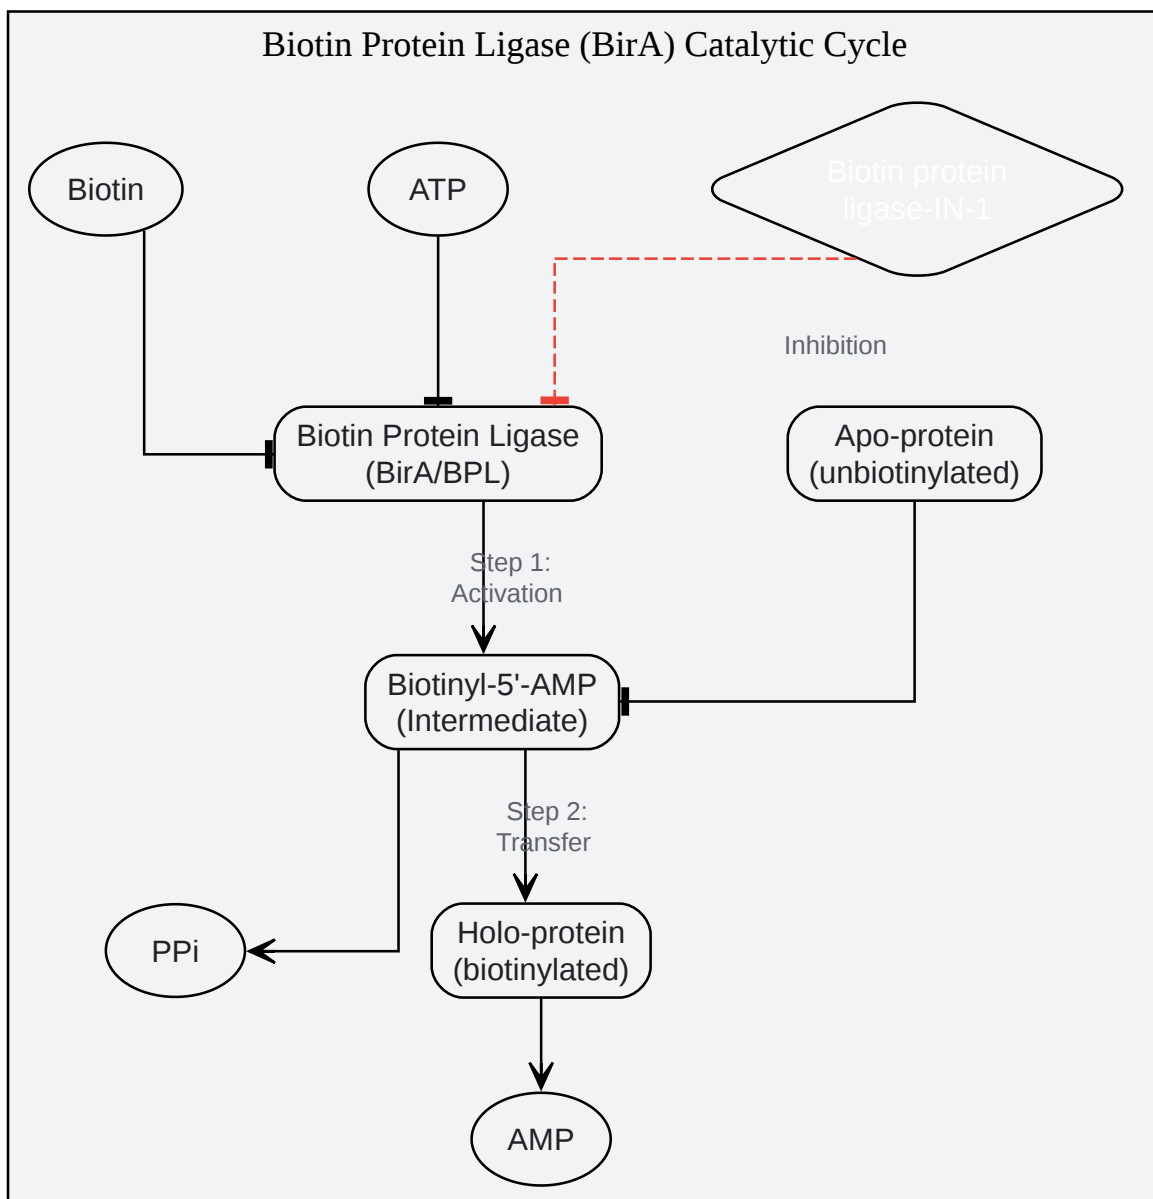 Biotin Protein Ligase (BirA) Catalytic Cycle
Biotin
ATP
Biotin protein
ligase-IN-1
Inhibition
Biotin Protein Ligase
(BirA/BPL)
Apo-protein
(unbiotinylated)
Step 1:
Activation
Biotinyl-5'-AMP
(Intermediate)
Step 2:
Transfer
PPi
Holo-protein
(biotinylated)
AMP